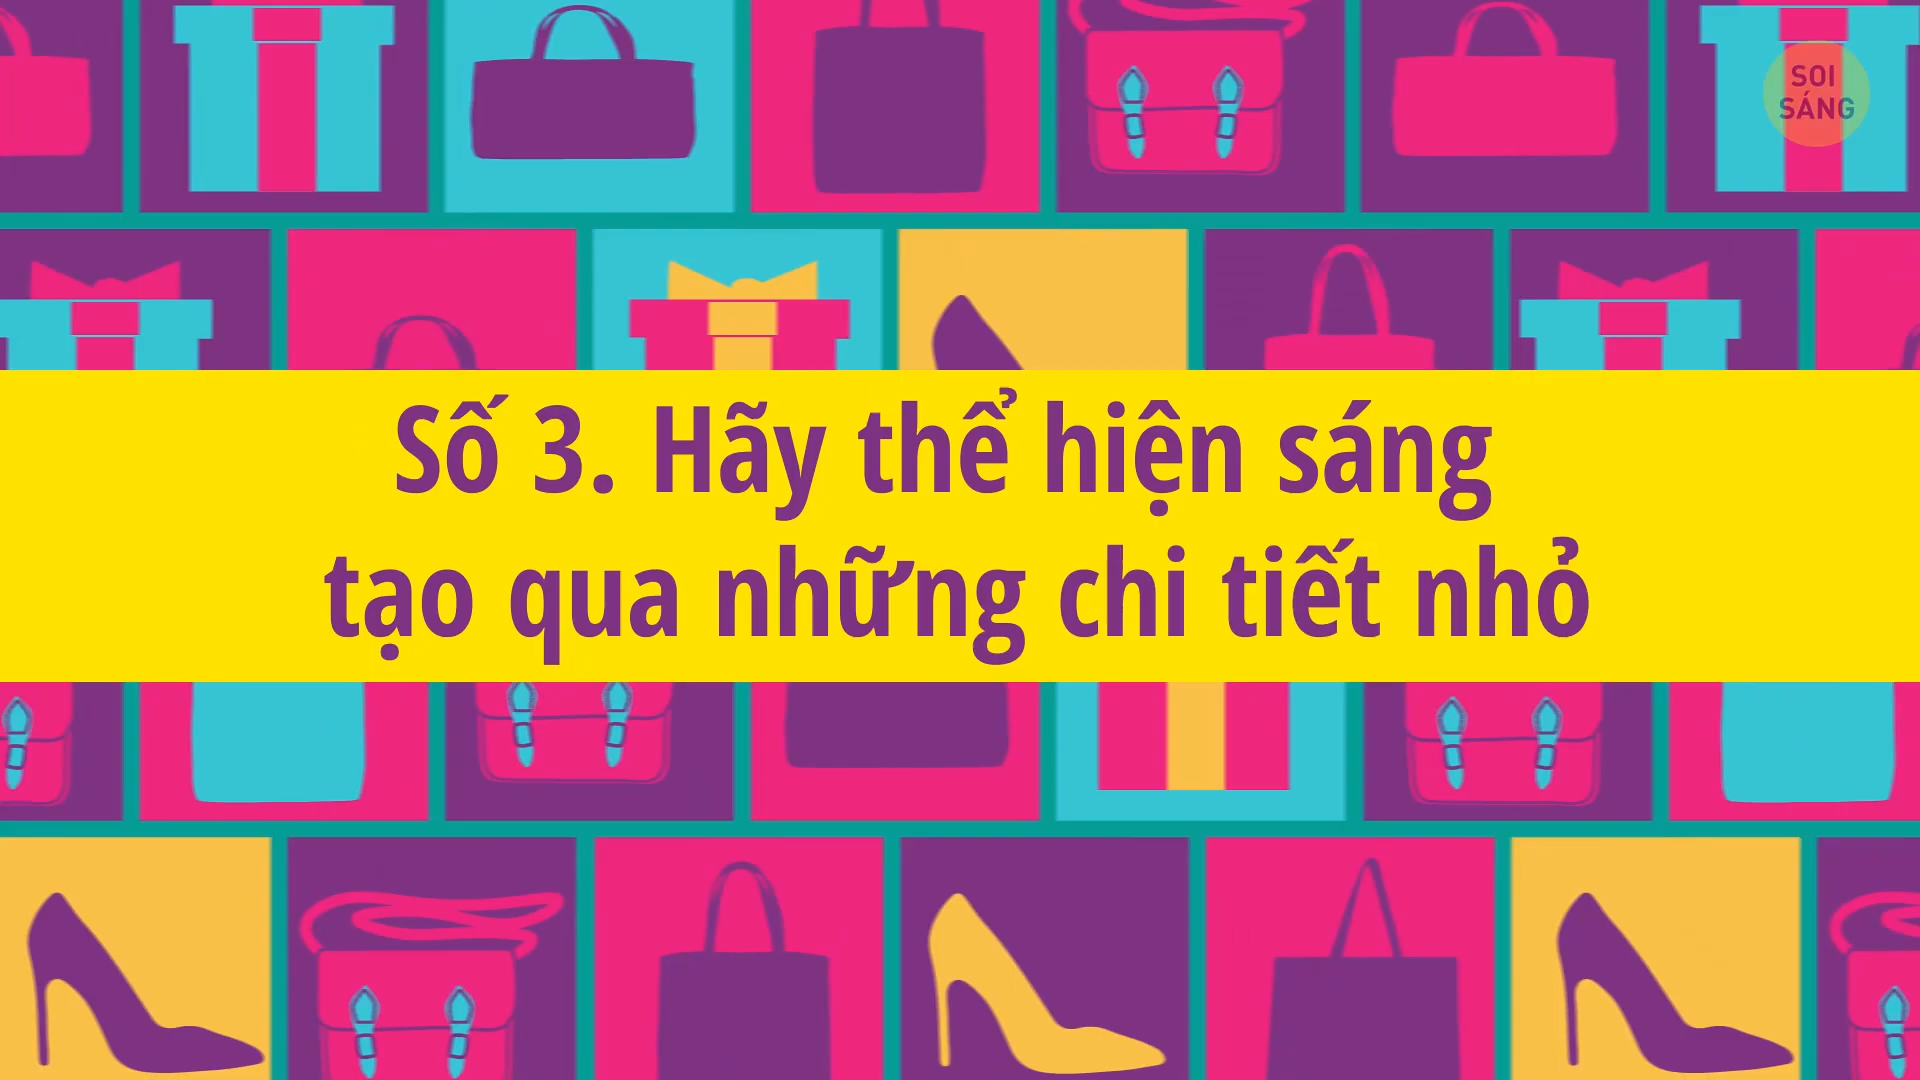 SOI
SÁNG
Số 3. Hãy thể hiện sáng
tạo qua những chi tiết nhỏ